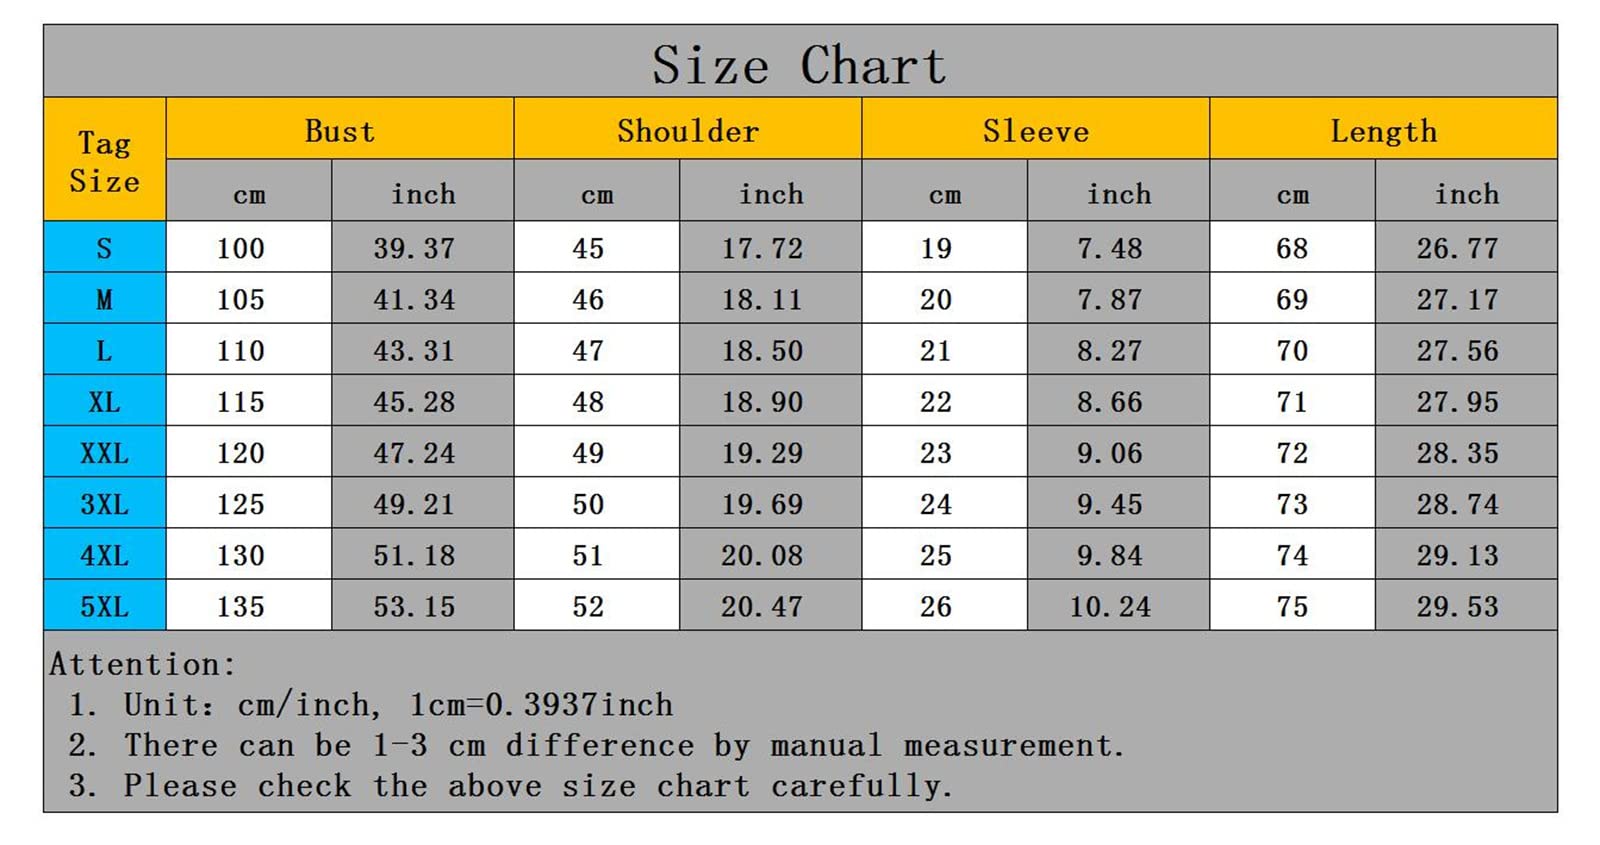 Size Chart
Tag Size Bust Shoulder Sleeve Length
cm inch cm inch cm inch cm inch
S 100 39.37 45 17.72 19 7.48 68 26.77
M 105 41.34 46 18.11 20 7.87 69 27.17
L 110 43.31 47 18.50 21 8.27 70 27.56
XL 115 45.28 48 18.90 22 8.66 71 27.95
XXL 120 47.24 49 19.29 23 9.06 72 28.35
3XL 125 49.21 50 19.69 24 9.45 73 28.74
4XL 130 51.18 51 20.08 25 9.84 74 29.13
5XL 135 53.15 52 20.47 26 10.24 75 29.53
Attention:
1. Unit: cm/inch, 1cm=0.3937inch
2. There can be 1-3 cm difference by manual measurement.
3. Please check the above size chart carefully.